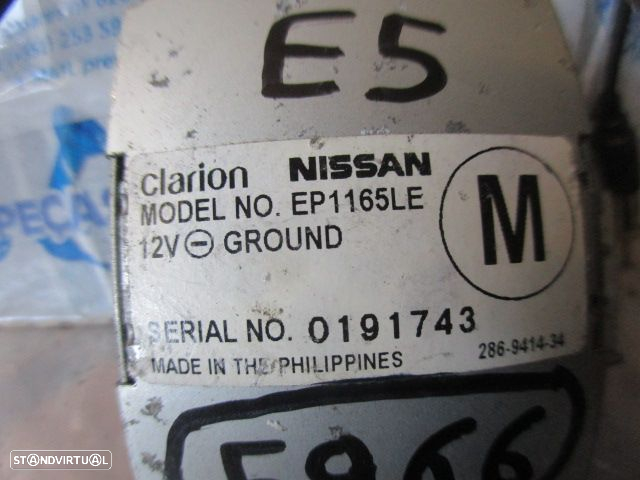 E5
clarion NISSAN
MODEL NO. EP1165LE
12V ⊖ GROUND
M
SERIAL NO. 0191743
MADE IN THE PHILIPPINES
286-9414-34
5966
PEÇAS
STANDVIRTUAL